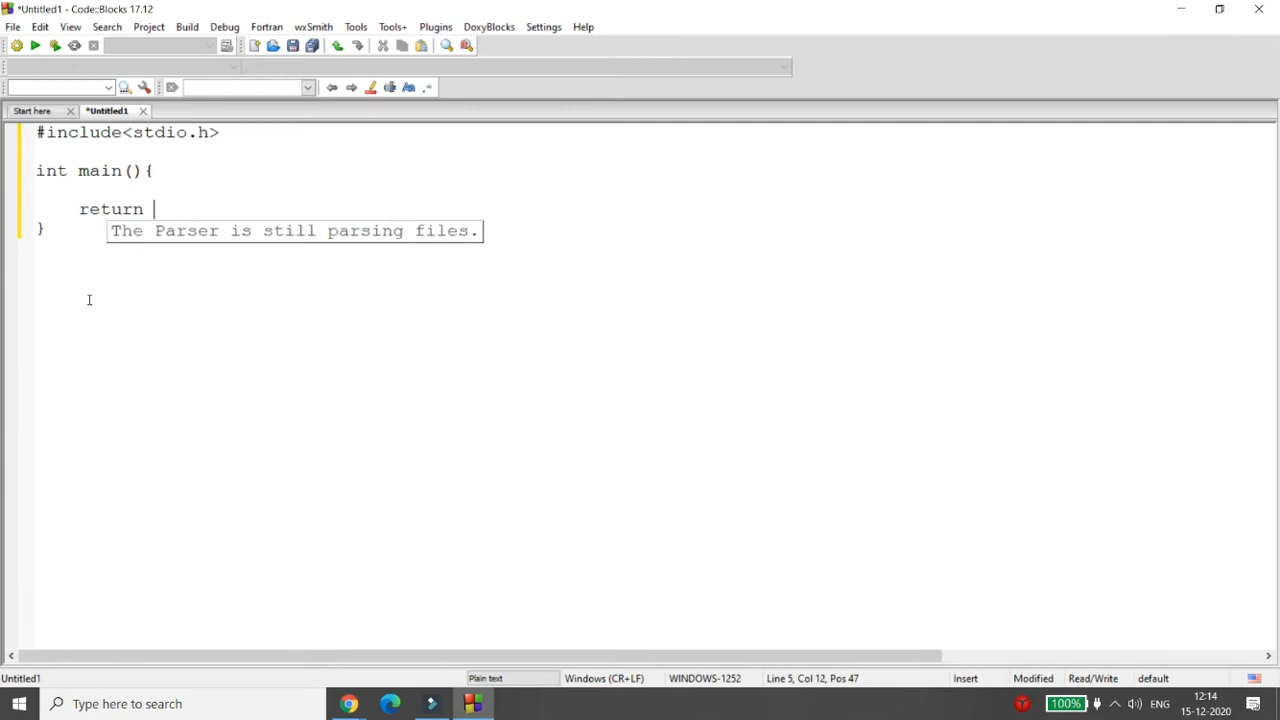 *Untitled1 - Code::Blocks 17.12
File Edit View Search Project Build Debug Fortran wxSmith Tools Tools+ Plugins DoxyBlocks Settings Help
Start here *Untitled1
#include<stdio.h>
int main(){
return
The Parser is still parsing files.
}
Untitled1 Plain text Windows (CR+LF) WINDOWS-1252 Line 5, Col 12, Pos 47 Insert Modified Read/Write default
Type here to search 100% ENG 12:14
15-12-2020